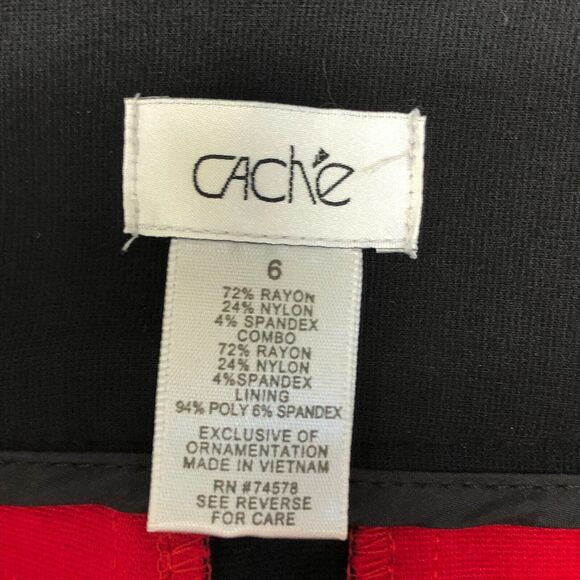 CACHÉ
6
72% RAYON
24% NYLON
4% SPANDEX
COMBO
72% RAYON
24% NYLON
4%SPANDEX
LINING
94% POLY 6% SPANDEX
EXCLUSIVE OF
ORNAMENTATION
MADE IN VIETNAM
RN #74578
SEE REVERSE
FOR CARE